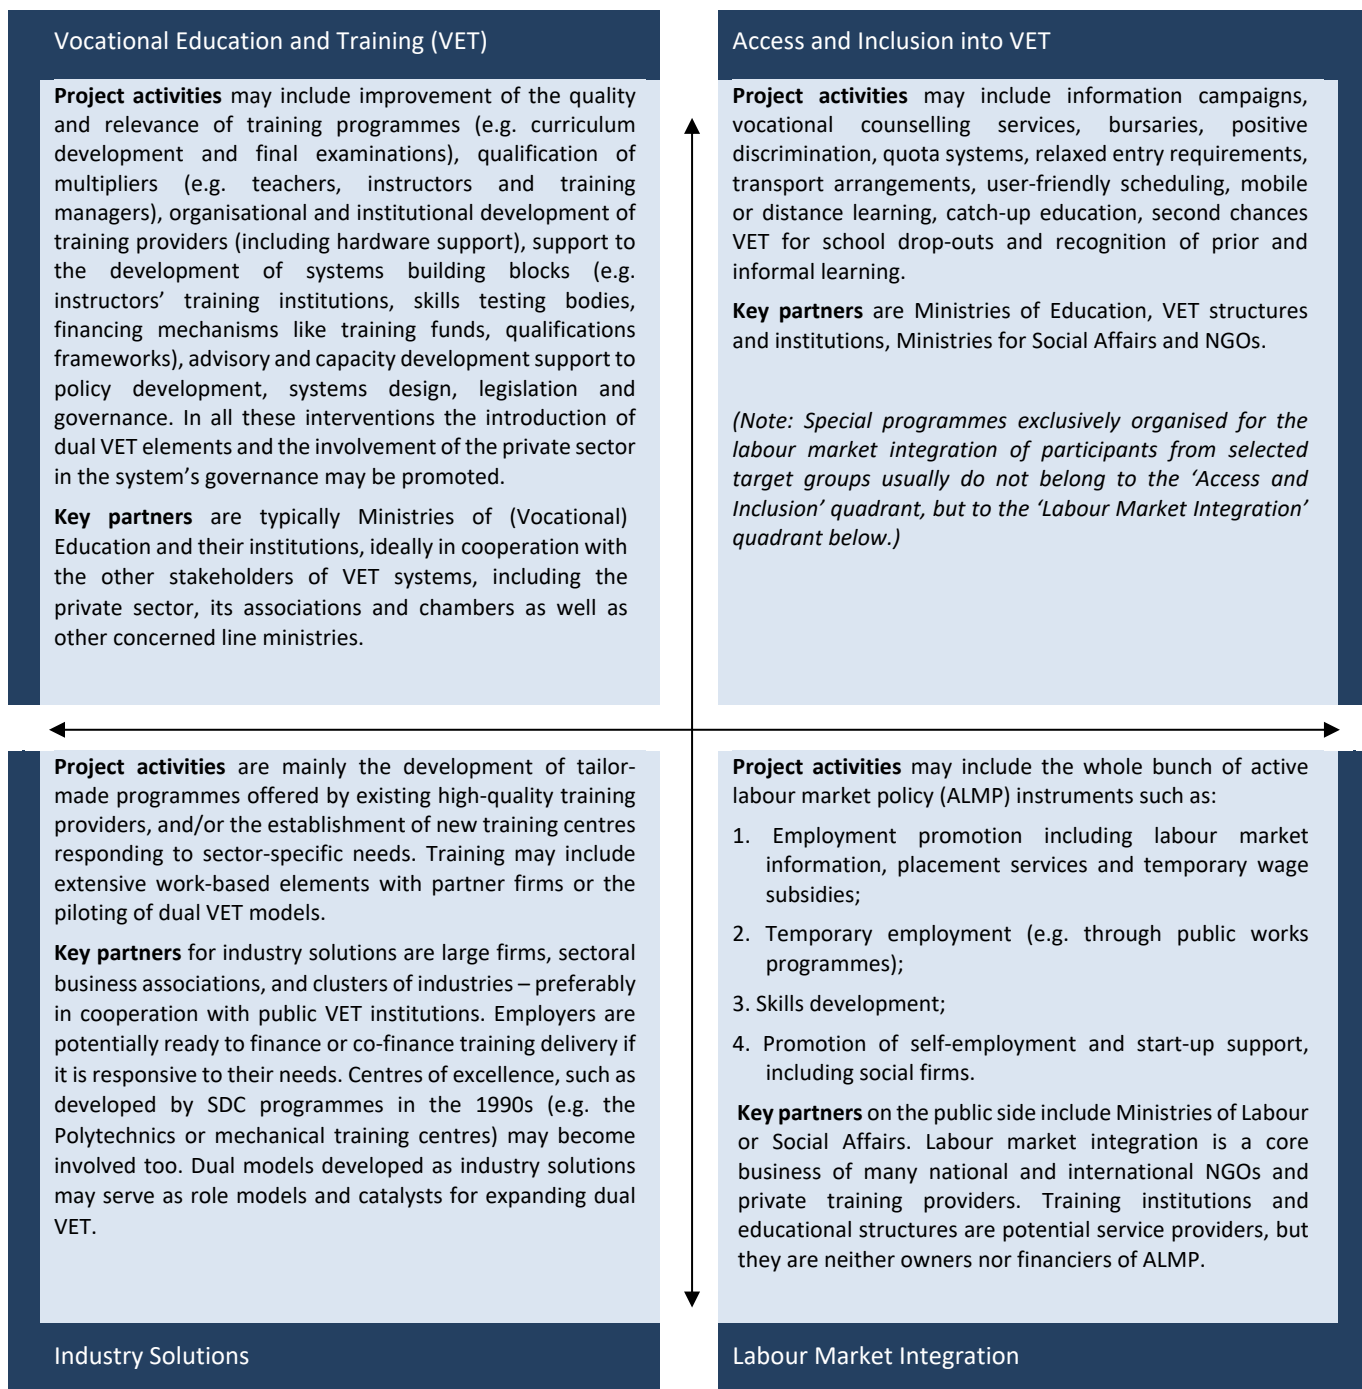 Vocational Education and Training (VET)
Project activities may include improvement of the quality
and relevance of training programmes (e.g. curriculum
development and final examinations), qualification of
multipliers (e.g. teachers, instructors and training
managers), organisational and institutional development of
training providers (including hardware support), support to
the development of systems building blocks (e.g.
instructors’ training institutions, skills testing bodies,
financing mechanisms like training funds, qualifications
frameworks), advisory and capacity development support to
policy development, systems design, legislation and
governance. In all these interventions the introduction of
dual VET elements and the involvement of the private sector
in the system’s governance may be promoted.
Key partners are typically Ministries of (Vocational)
Education and their institutions, ideally in cooperation with
the other stakeholders of VET systems, including the
private sector, its associations and chambers as well as
other concerned line ministries.
Access and Inclusion into VET
Project activities may include information campaigns,
vocational counselling services, bursaries, positive
discrimination, quota systems, relaxed entry requirements,
transport arrangements, user-friendly scheduling, mobile
or distance learning, catch-up education, second chances
VET for school drop-outs and recognition of prior and
informal learning.
Key partners are Ministries of Education, VET structures
and institutions, Ministries for Social Affairs and NGOs.
(Note: Special programmes exclusively organised for the
labour market integration of participants from selected
target groups usually do not belong to the ‘Access and
Inclusion’ quadrant, but to the ‘Labour Market Integration’
quadrant below.)
Project activities are mainly the development of tailor-
made programmes offered by existing high-quality training
providers, and/or the establishment of new training centres
responding to sector-specific needs. Training may include
extensive work-based elements with partner firms or the
piloting of dual VET models.
Key partners for industry solutions are large firms, sectoral
business associations, and clusters of industries – preferably
in cooperation with public VET institutions. Employers are
potentially ready to finance or co-finance training delivery if
it is responsive to their needs. Centres of excellence, such as
developed by SDC programmes in the 1990s (e.g. the
Polytechnics or mechanical training centres) may become
involved too. Dual models developed as industry solutions
may serve as role models and catalysts for expanding dual
VET.
Industry Solutions
Project activities may include the whole bunch of active
labour market policy (ALMP) instruments such as:
1. Employment promotion including labour market
information, placement services and temporary wage
subsidies;
2. Temporary employment (e.g. through public works
programmes);
3. Skills development;
4. Promotion of self-employment and start-up support,
including social firms.
Key partners on the public side include Ministries of Labour
or Social Affairs. Labour market integration is a core
business of many national and international NGOs and
private training providers. Training institutions and
educational structures are potential service providers, but
they are neither owners nor financiers of ALMP.
Labour Market Integration